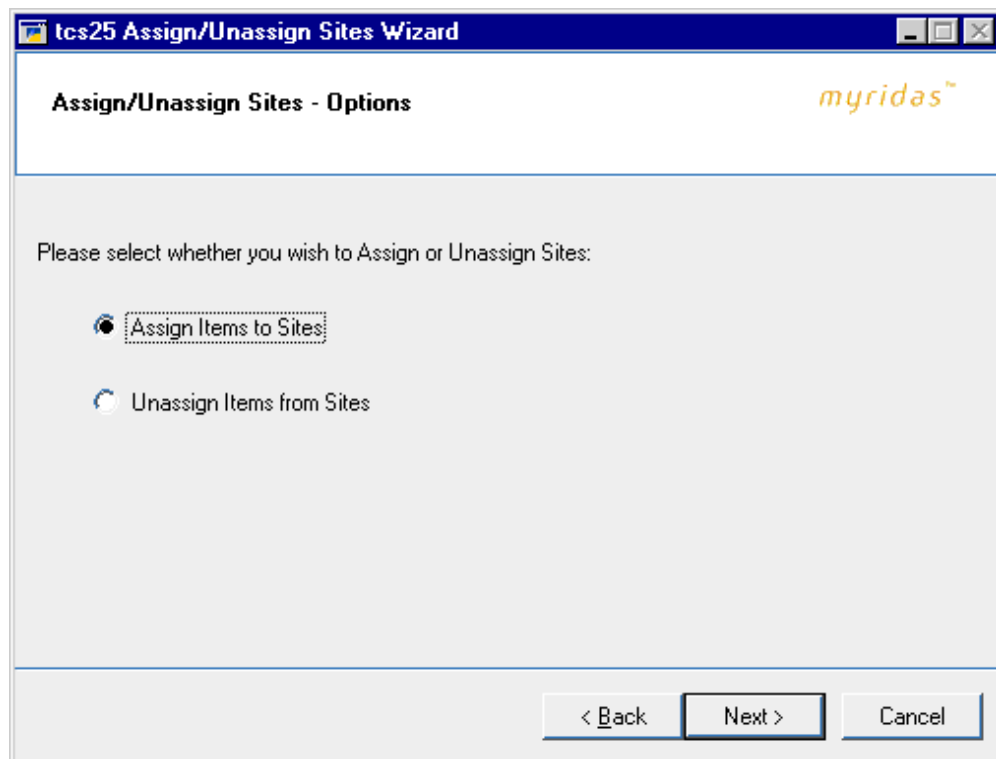 tcs25 Assign/Unassign Sites Wizard
Assign/Unassign Sites - Options
myridas™
Please select whether you wish to Assign or Unassign Sites:
Assign Items to Sites
Unassign Items from Sites
< Back Next > Cancel